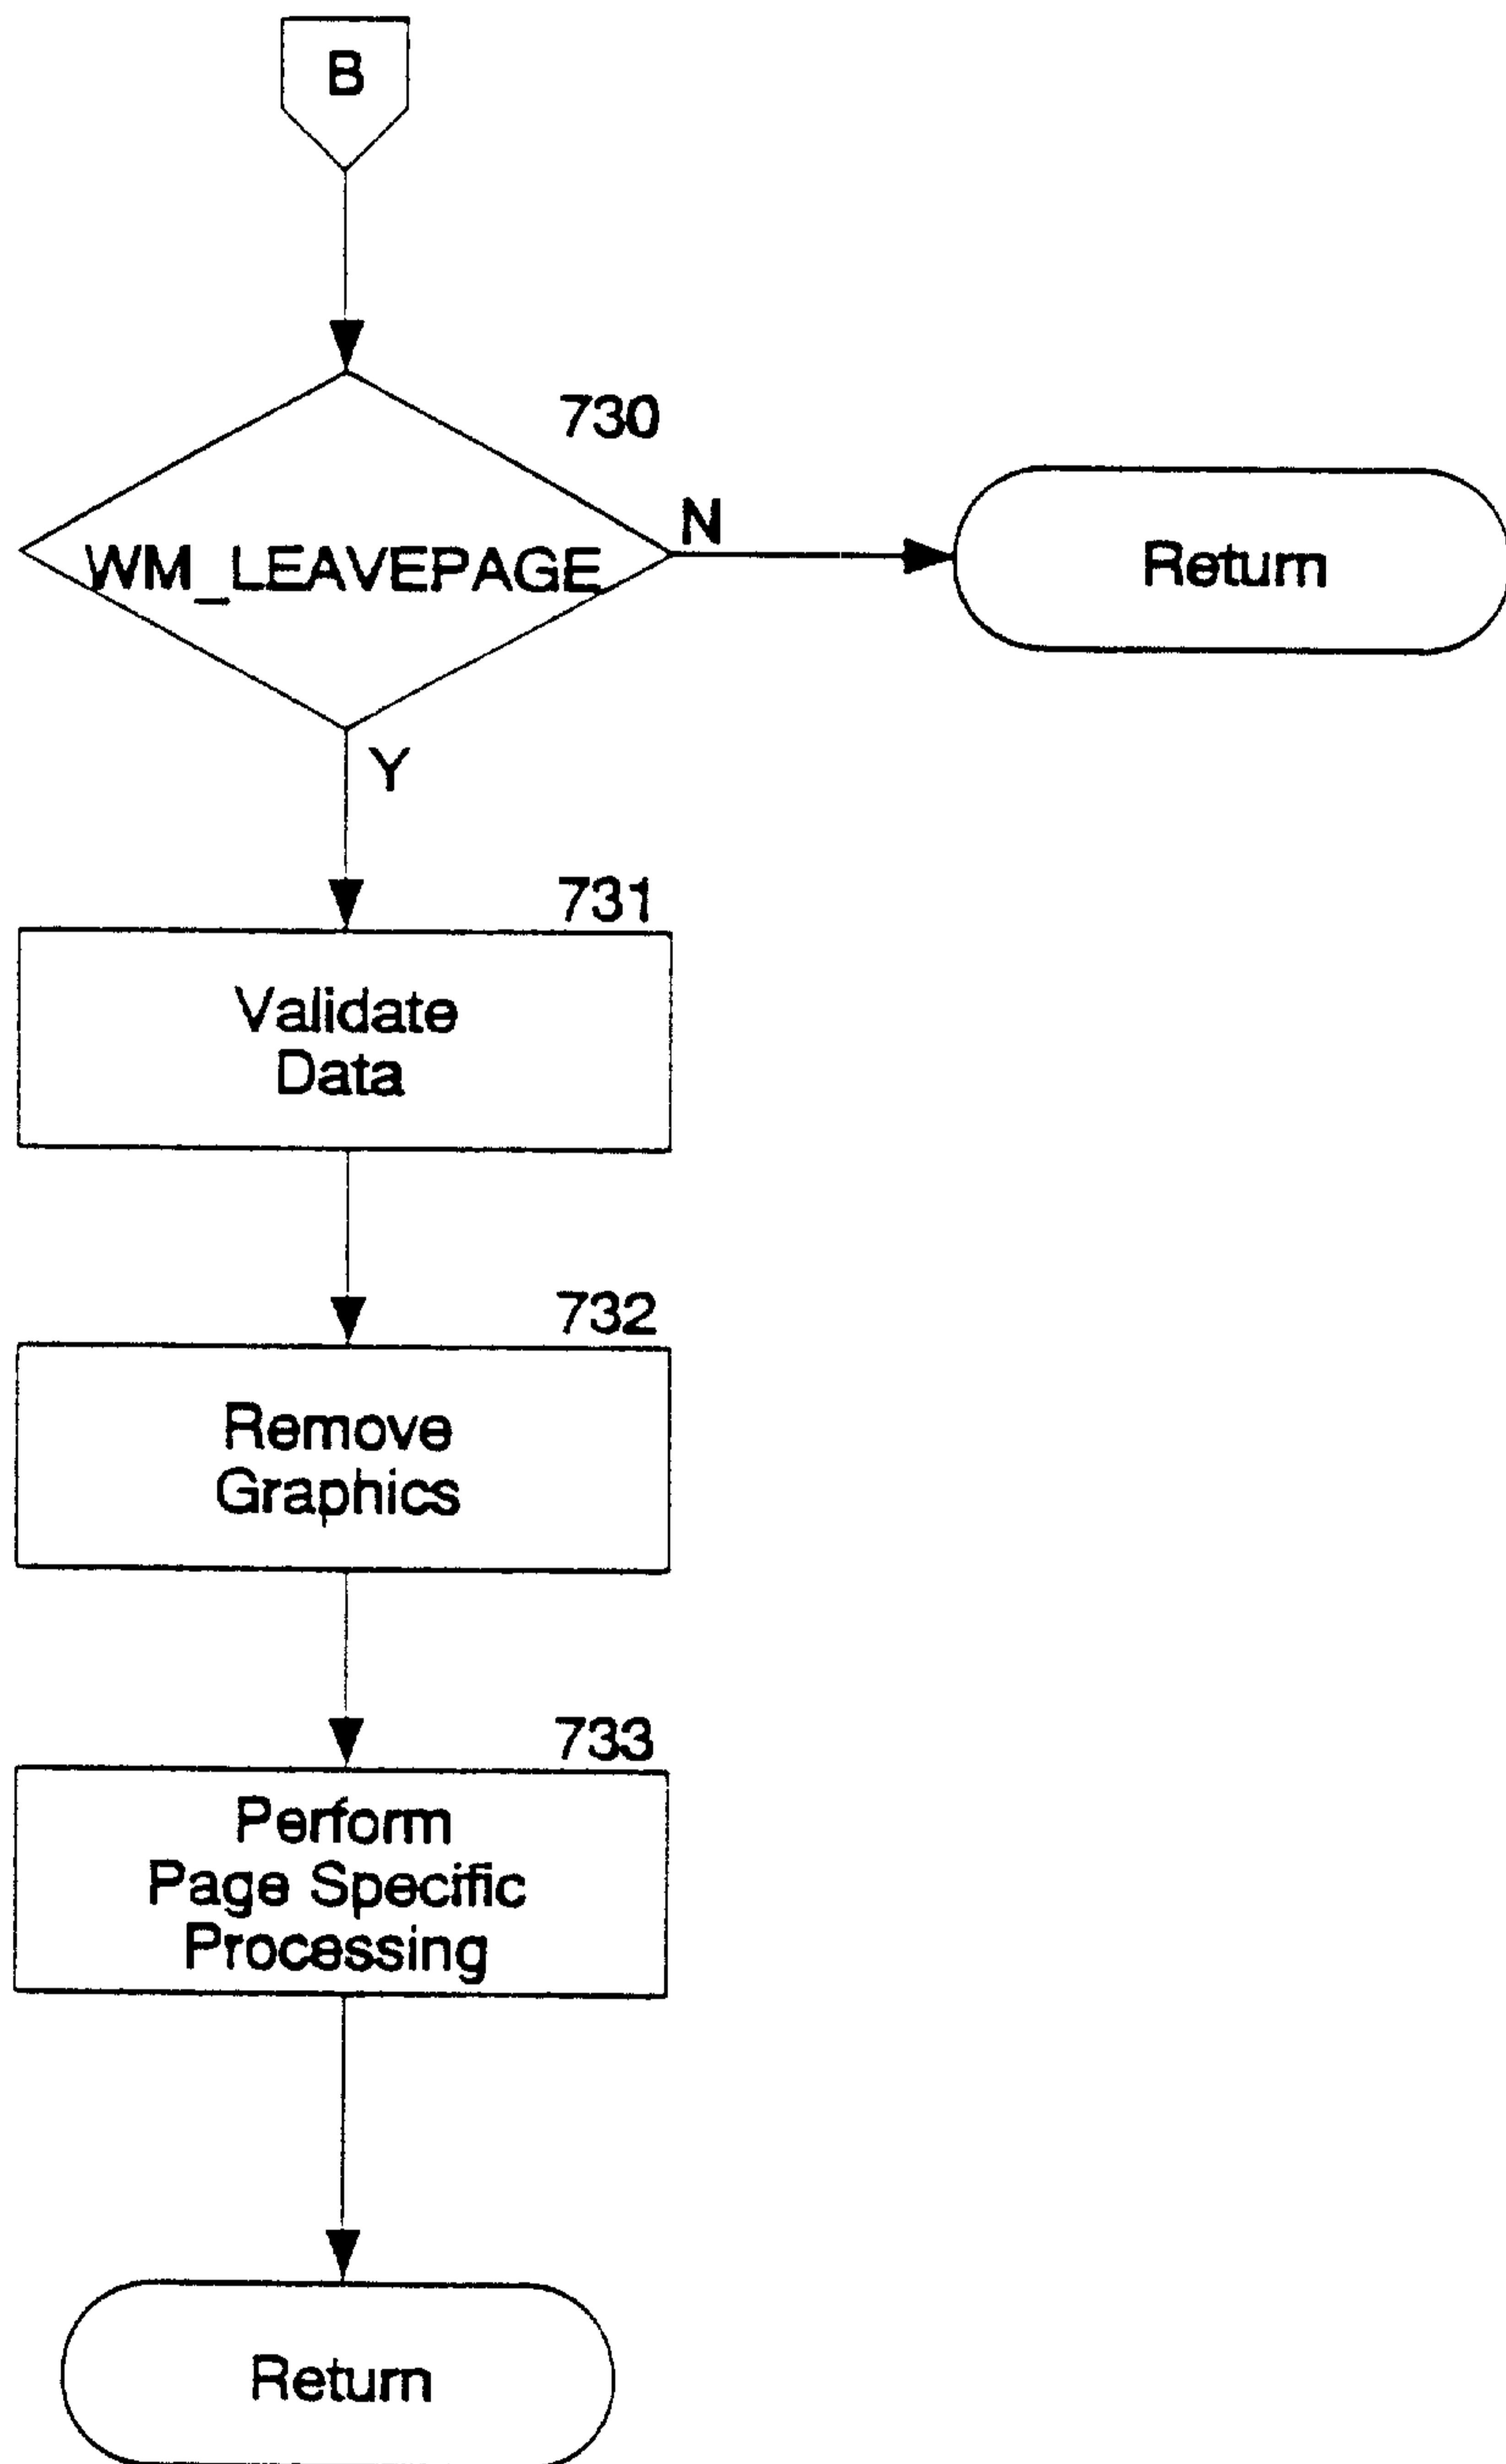 B
730
WM_LEAVEPAGE
N
Return
Y
731
Validate
Data
732
Remove
Graphics
733
Perform
Page Specific
Processing
Return